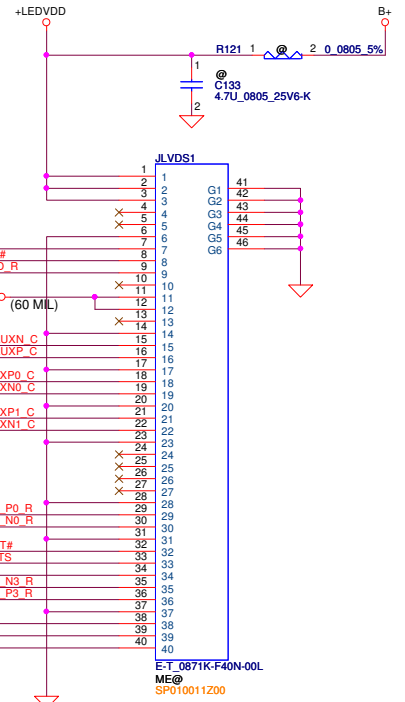 +LEDVDD B+
R121 1 @ 2 0_0805_5%
1
@
C133
4.7U_0805_25V6-K
2
JLVDS1
1 1
2 2 G1 41
3 3 G2 42
4 4 G3 43
5 5 G4 44
6 6 G5 45
7 7 G6 46
# 8 8
0_R 9 9
10 10
11 11
(60 MIL) 12 12
13 13
14 14
UXN_C 15 15
UXP_C 16 16
17 17
XP0_C 18 18
XN0_C 19 19
20 20
XP1_C 21 21
XN1_C 22 22
23 23
24 24
25 25
26 26
27 27
28 28
_P0_R 29 29
_N0_R 30 30
31 31
T# 32 32
TS 33 33
34 34
_N3_R 35 35
_P3_R 36 36
37 37
38 38
39 39
40 40
E-T_0871K-F40N-00L
ME@
SP010011Z00